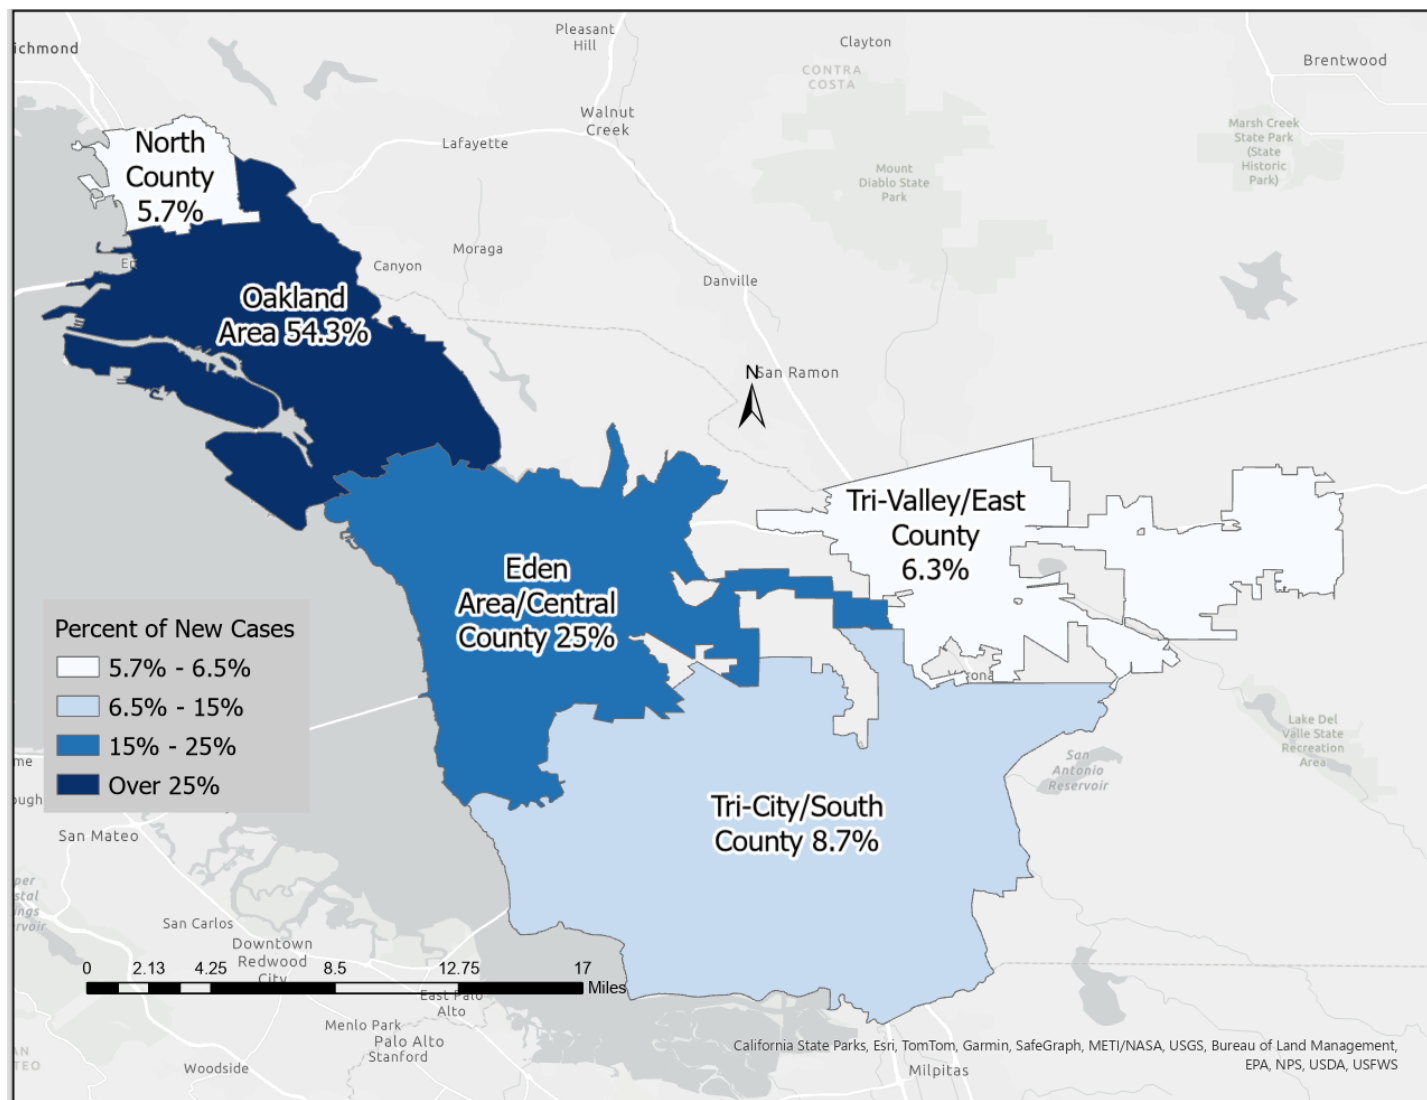 ichmond
Pleasant
Hill
Clayton
CONTRA
COSTA
Brentwood
Walnut
Creek
Marsh Creek
State Park
(State
Historic
Park)
North
County
5.7%
Lafayette
Mount
Diablo State
Park
Moraga
Canyon
Danville
Oakland
Area 54.3%
N
San Ramon
Tri-Valley/East
County
6.3%
Eden
Area/Central
County 25%
Percent of New Cases
5.7% - 6.5%
6.5% - 15%
15% - 25%
Over 25%
Lake Del
Valle State
Recreation
Area
San
Antonio
Reservoir
Tri-City/South
County 8.7%
San Mateo
San Carlos
Downtown
Redwood
City
0 2.13 4.25 8.5 12.75 17
Miles
East Palo
Alto
Menlo Park
Palo Alto
Stanford
Woodside
Milpitas
California State Parks, Esri, TomTom, Garmin, SafeGraph, METI/NASA, USGS, Bureau of Land Management,
EPA, NPS, USDA, USFWS